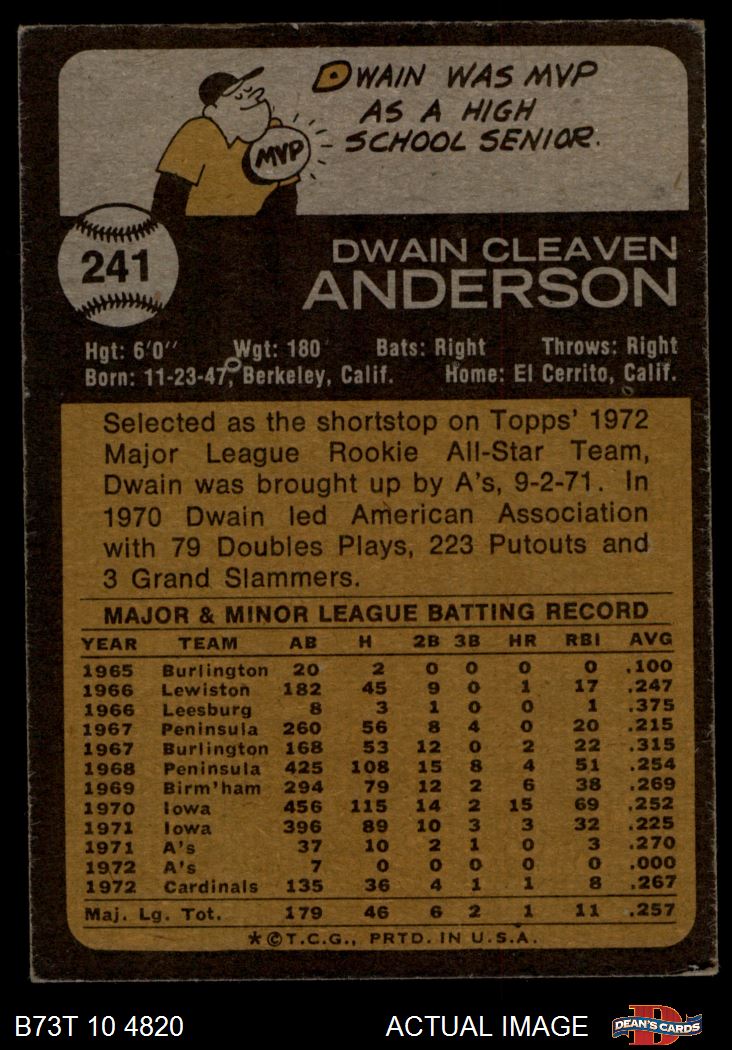 DWAIN WAS MVP
AS A HIGH
SCHOOL SENIOR.
MVP
241
DWAIN CLEAVEN
ANDERSON
Hgt: 6'0" Wgt: 180 Bats: Right Throws: Right
Born: 11-23-47, Berkeley, Calif. Home: El Cerrito, Calif.
Selected as the shortstop on Topps' 1972
Major League Rookie All-Star Team,
Dwain was brought up by A's, 9-2-71. In
1970 Dwain led American Association
with 79 Doubles Plays, 223 Putouts and
3 Grand Slammers.
MAJOR & MINOR LEAGUE BATTING RECORD
YEAR TEAM AB H 2B 3B HR RBI AVG
1965 Burlington 20 2 0 0 0 0 .100
1966 Lewiston 182 45 9 0 1 17 .247
1966 Leesburg 8 3 1 0 0 1 .375
1967 Peninsula 260 56 8 4 0 20 .215
1967 Burlington 168 53 12 0 2 22 .315
1968 Peninsula 425 108 15 8 4 51 .254
1969 Birm'ham 294 79 12 2 6 38 .269
1970 Iowa 456 115 14 2 15 69 .252
1971 Iowa 396 89 10 3 3 32 .225
1971 A's 37 10 2 1 0 3 .270
1972 A's 7 0 0 0 0 0 .000
1972 Cardinals 135 36 4 1 1 8 .267
Maj. Lg. Tot. 179 46 6 2 1 11 .257
*©T.C.G., PRTD. IN U.S.A.
B73T 10 4820 ACTUAL IMAGE
DEAN'S CARDS